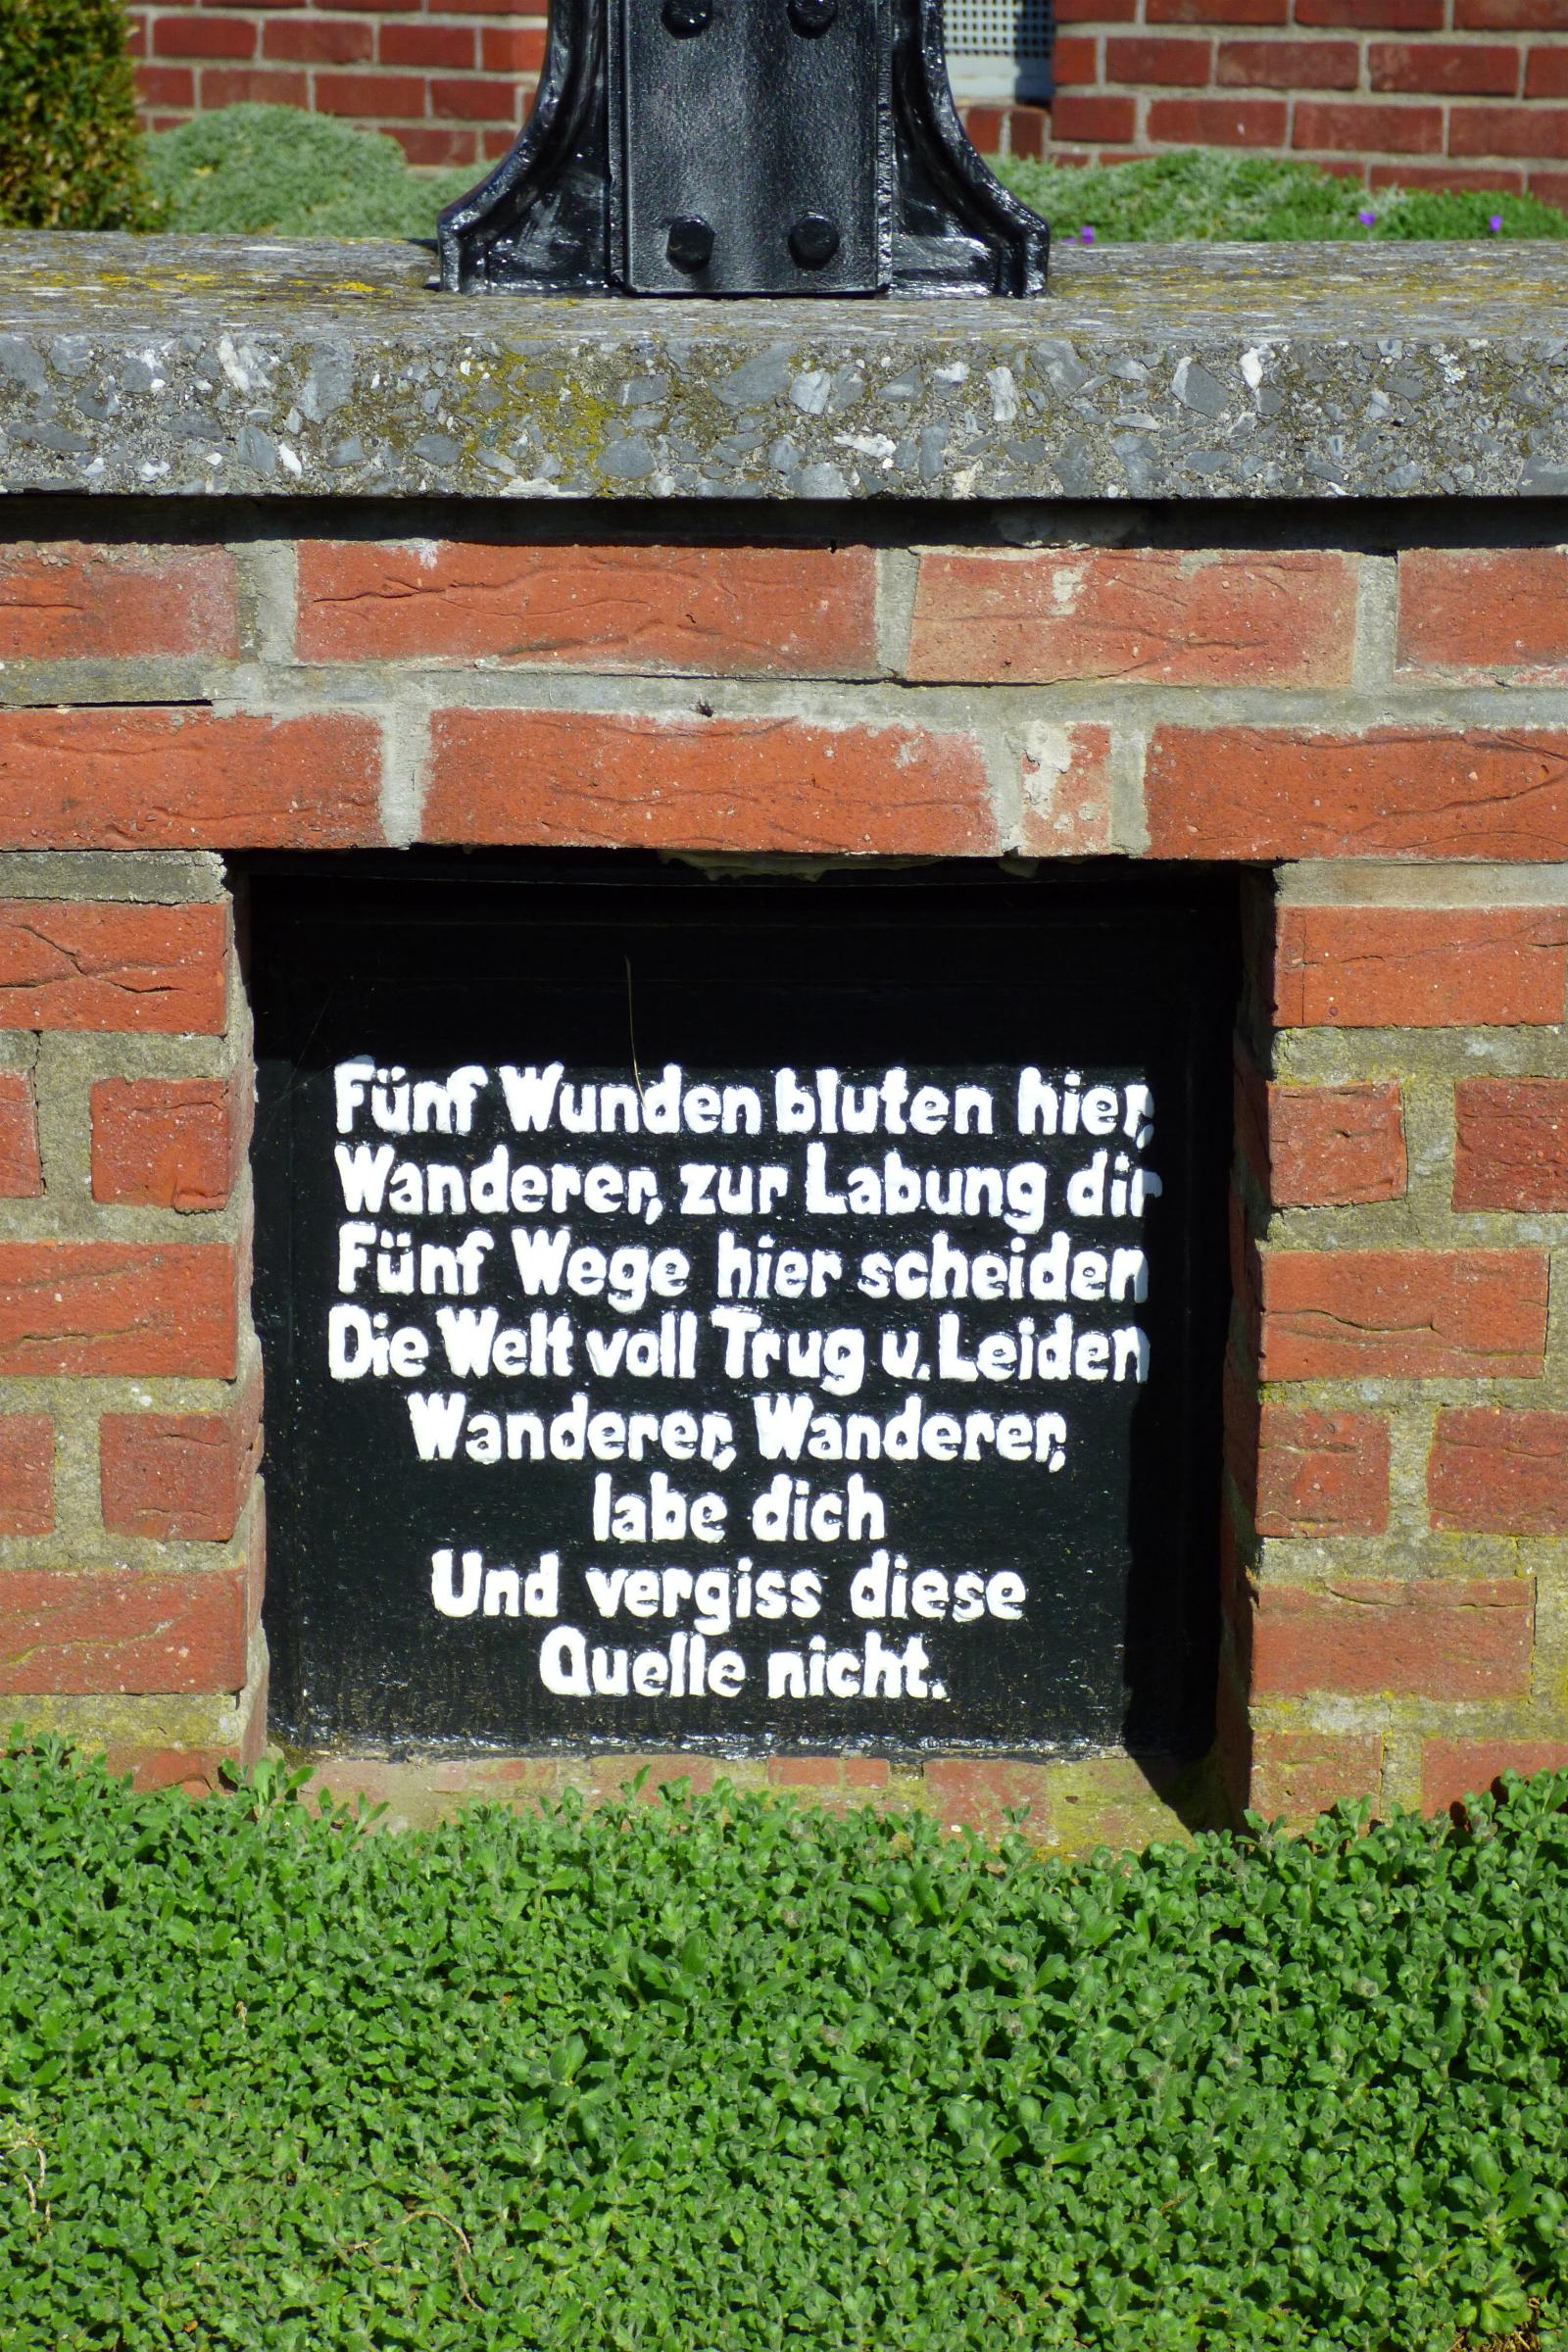 Fünf Wunden bluten hier,
Wanderer, zur Labung dir
Fünf Wege hier scheiden
Die Welt voll Trug u. Leiden
Wanderer, Wanderer,
labe dich
Und vergiss diese
Quelle nicht.